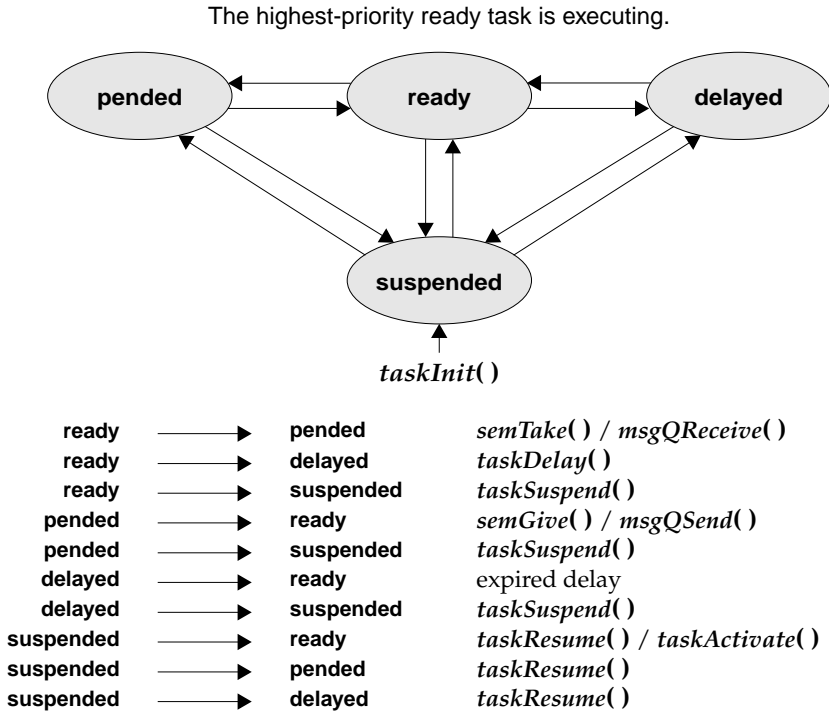 The highest-priority ready task is executing.
pended ready delayed
suspended
taskInit( )
ready pended semTake( ) / msgQReceive( )
ready delayed taskDelay( )
ready suspended taskSuspend( )
pended ready semGive( ) / msgQSend( )
pended suspended taskSuspend( )
delayed ready expired delay
delayed suspended taskSuspend( )
suspended ready taskResume( ) / taskActivate( )
suspended pended taskResume( )
suspended delayed taskResume( )